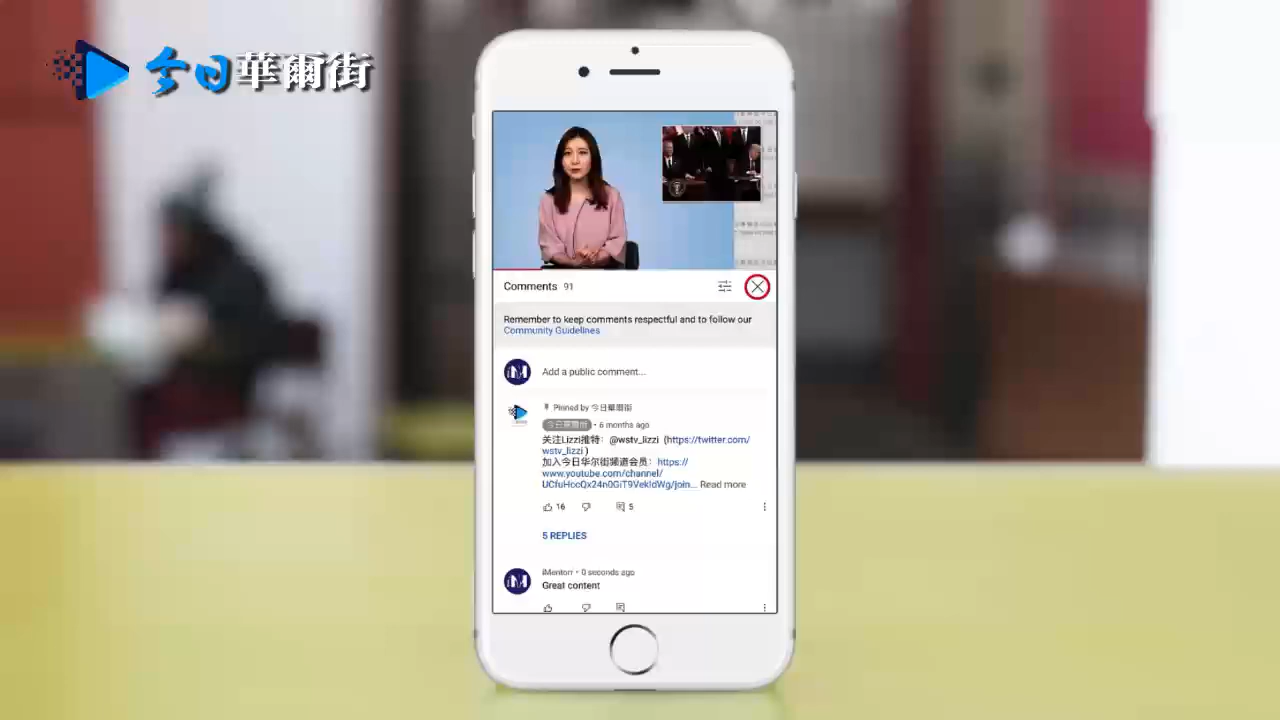 今日華爾街
Comments 91
Remember to keep comments respectful and to follow our
Community Guidelines
Add a public comment...
Pinned by 今日華爾街
今日華爾街 • 6 months ago
关注Lizzi推特：@wstv_lizzi (https://twitter.com/
wstv_lizzi )
加入今日华尔街频道会员：https://
www.youtube.com/channel/
Read more
16
5
5 REPLIES
iMentorr • 0 seconds ago
Great content